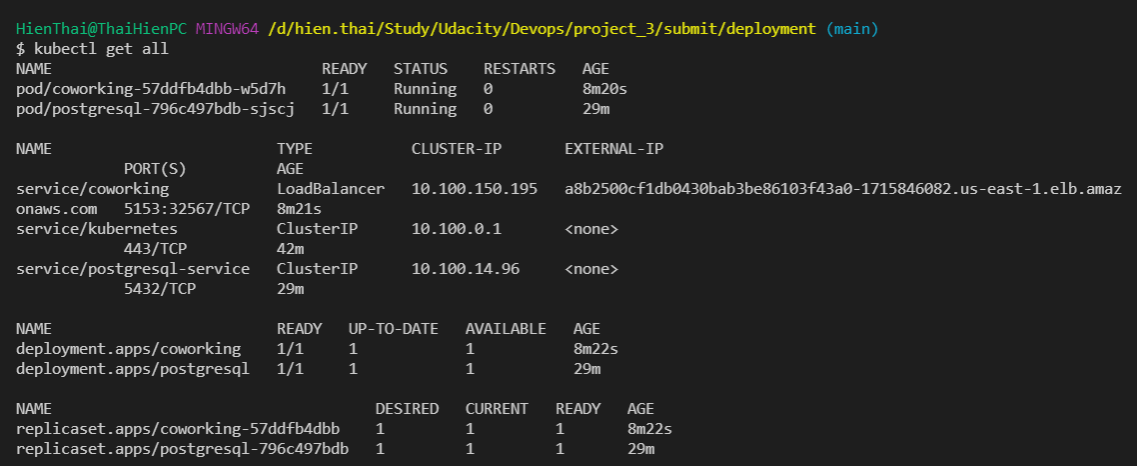 HienThai@ThaiHienPC MINGW64 /d/hien.thai/Study/Udacity/Devops/project_3/submit/deployment (main)
$ kubectl get all
NAME                              READY   STATUS    RESTARTS   AGE
pod/coworking-57ddfb4dbb-w5d7h    1/1     Running   0          8m20s
pod/postgresql-796c497bdb-sjscj   1/1     Running   0          29m
NAME                         TYPE           CLUSTER-IP       EXTERNAL-IP
            PORT(S)          AGE
service/coworking            LoadBalancer   10.100.150.195   a8b2500cf1db0430bab3be86103f43a0-1715846082.us-east-1.elb.amaz
onaws.com   5153:32567/TCP   8m21s
service/kubernetes           ClusterIP      10.100.0.1       <none>
            443/TCP          42m
service/postgresql-service   ClusterIP      10.100.14.96     <none>
            5432/TCP         29m
NAME                         READY   UP-TO-DATE   AVAILABLE   AGE
deployment.apps/coworking    1/1     1            1           8m22s
deployment.apps/postgresql   1/1     1            1           29m
NAME                                    DESIRED   CURRENT   READY   AGE
replicaset.apps/coworking-57ddfb4dbb    1         1         1       8m22s
replicaset.apps/postgresql-796c497bdb   1         1         1       29m